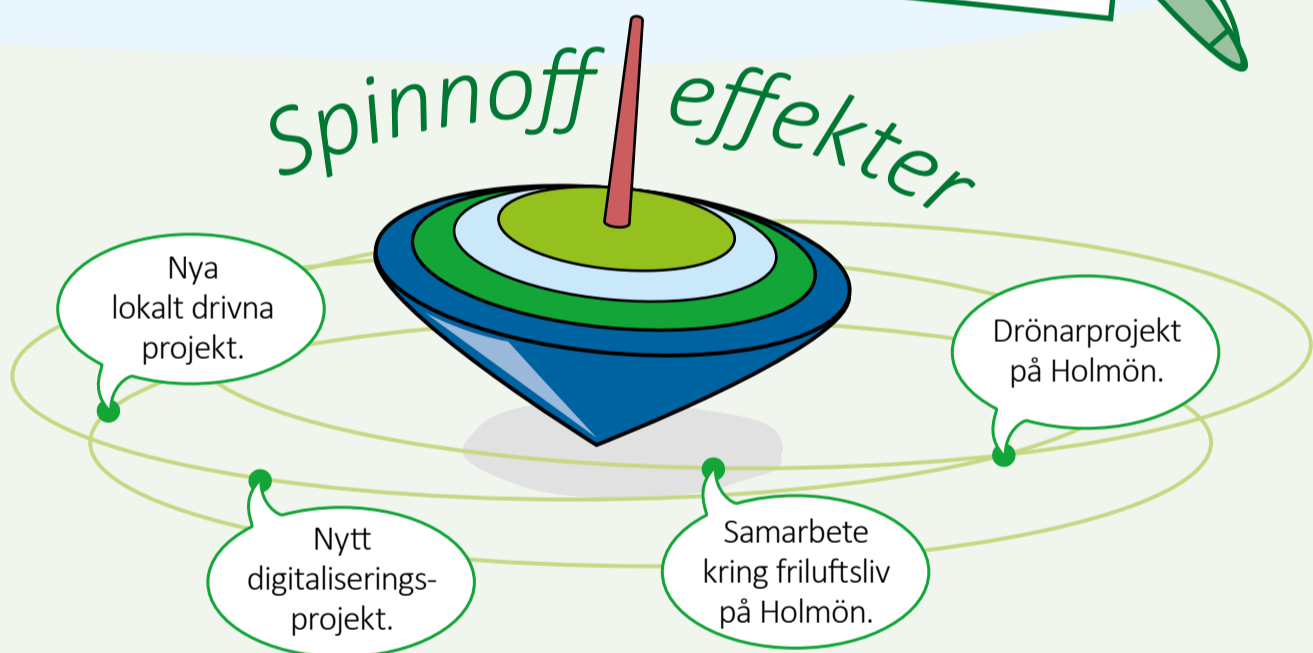 Spinnoff effekter
Nya
lokalt drivna
projekt.
Drönarprojekt
på Holmön.
Nytt
digitaliserings-
projekt.
Samarbete
kring friluftsliv
på Holmön.